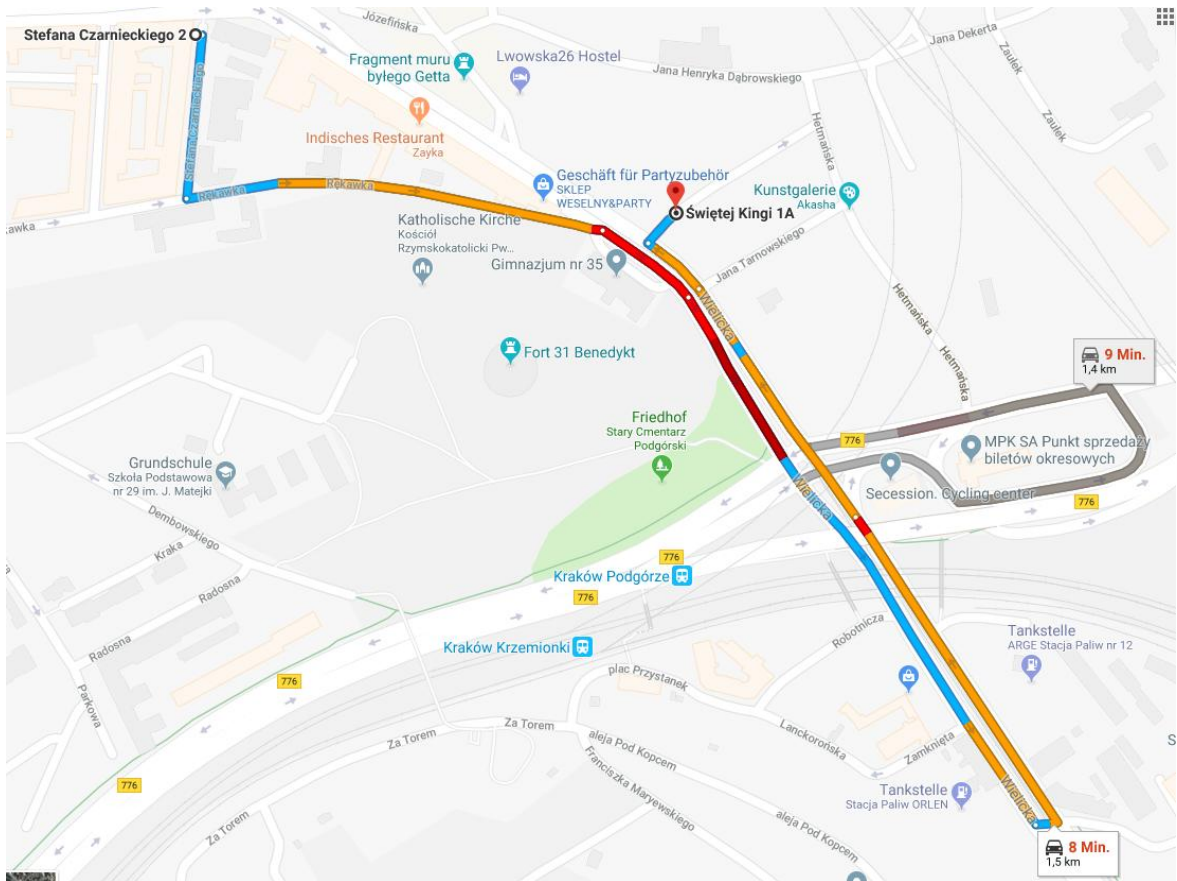 Józefińska
Stefana Czarnieckiego 2
Jana Dekerta
Zaułek
Fragment muru
byłego Getta
Lwowska26 Hostel
Jana Henryka Dąbrowskiego
Stefana Czarnieckiego
Indisches Restaurant
Zayka
Hetmańska
Zaułek
Rękawka
Rękawka
Geschäft für Partyzubehör
SKLEP
WESELNY&PARTY
Kunstgalerie
Akasha
Świętej Kingi 1A
kawka
Katholische Kirche
Kościół
Rzymskokatolicki Pw...
Gimnazjum nr 35
Jana Tarnowskiego
Hetmańska
Wielicka
Fort 31 Benedykt
Hetmańska
9 Min.
1,4 km
Friedhof
Stary Cmentarz
Podgórski
776
MPK SA Punkt sprzedaży
biletów okresowych
Grundschule
Szkoła Podstawowa
nr 29 im. J. Matejki
Wielicka
Secession. Cycling center
776
Dembowskiego
Kraka
776
Radosna
Kraków Podgórze
776
Robotnicza
Radosna
Kraków Krzemionki
Tankstelle
ARGE Stacja Paliw nr 12
776
plac Przystanek
Parkowa
Za Torem
Za Torem
aleja Pod Kopcem
Lanckorońska
Zamknięta
S
Franciszka Maryewskiego
776
Tankstelle
Stacja Paliw ORLEN
Wielicka
Za Torem
aleja Pod Kopcem
8 Min.
1,5 km